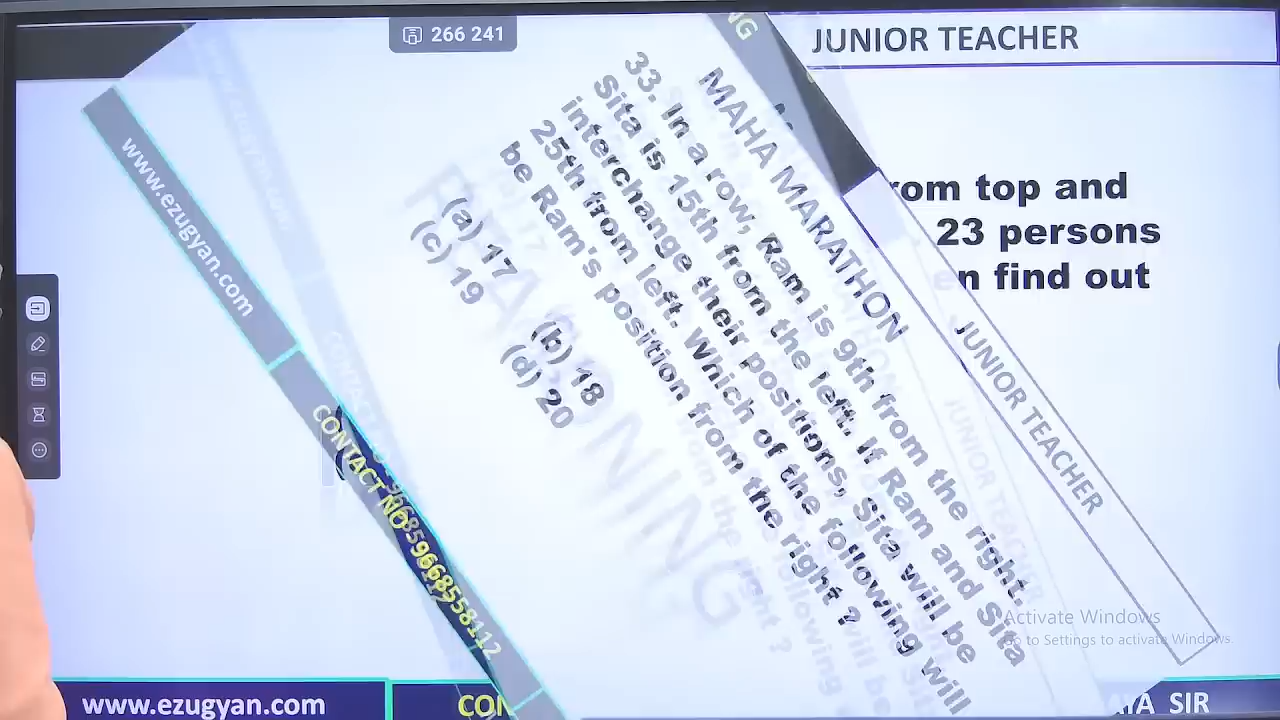 266 241
JUNIOR TEACHER
MAHA MARATHON
JUNIOR TEACHER
33. In a row, Ram is 9th from the right.
Sita is 15th from the left. If Ram and Sita
interchange their positions, Sita will be
25th from left. Which of the following will
be Ram's position from the right ?
(a) 17
(b) 18
(c) 19
(d) 20
top and
23 persons
find out
www.ezugyan.com
CONTACT NO
9668558112
Activate Windows
Go to Settings to activate Windows.
www.ezugyan.com
SIR